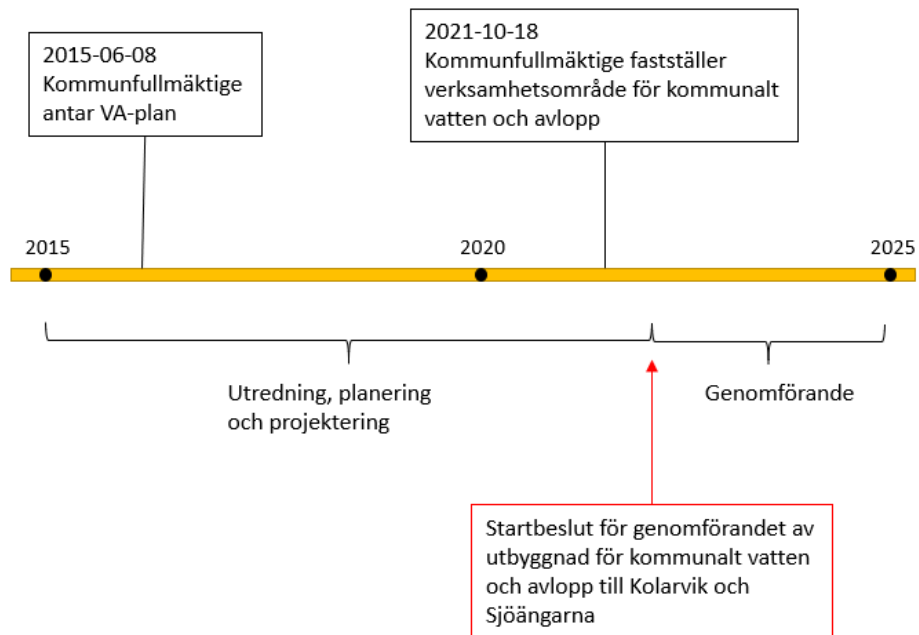 2015-06-08
Kommunfullmäktige
antar VA-plan
2021-10-18
Kommunfullmäktige fastställer
verksamhetsområde för kommunalt
vatten och avlopp
2015
2020
2025
Utredning, planering
och projektering
Genomförande
Startbeslut för genomförandet av
utbyggnad för kommunalt vatten
och avlopp till Kolarvik och
Sjöängarna